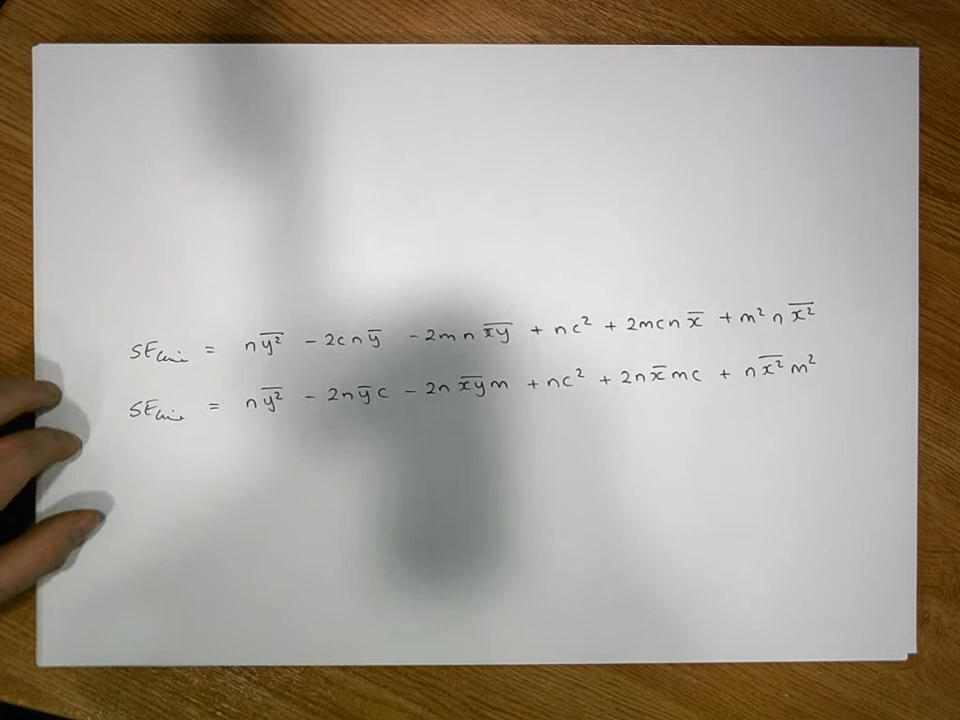 SE_line = n\overline{y^2} - 2cn\overline{y} - 2mn\overline{xy} + nc^2 + 2mcn\overline{x} + m^2n\overline{x^2}
SE_line = n\overline{y^2} - 2n\overline{y}c - 2n\overline{xy}m + nc^2 + 2n\overline{x}mc + n\overline{x^2}m^2